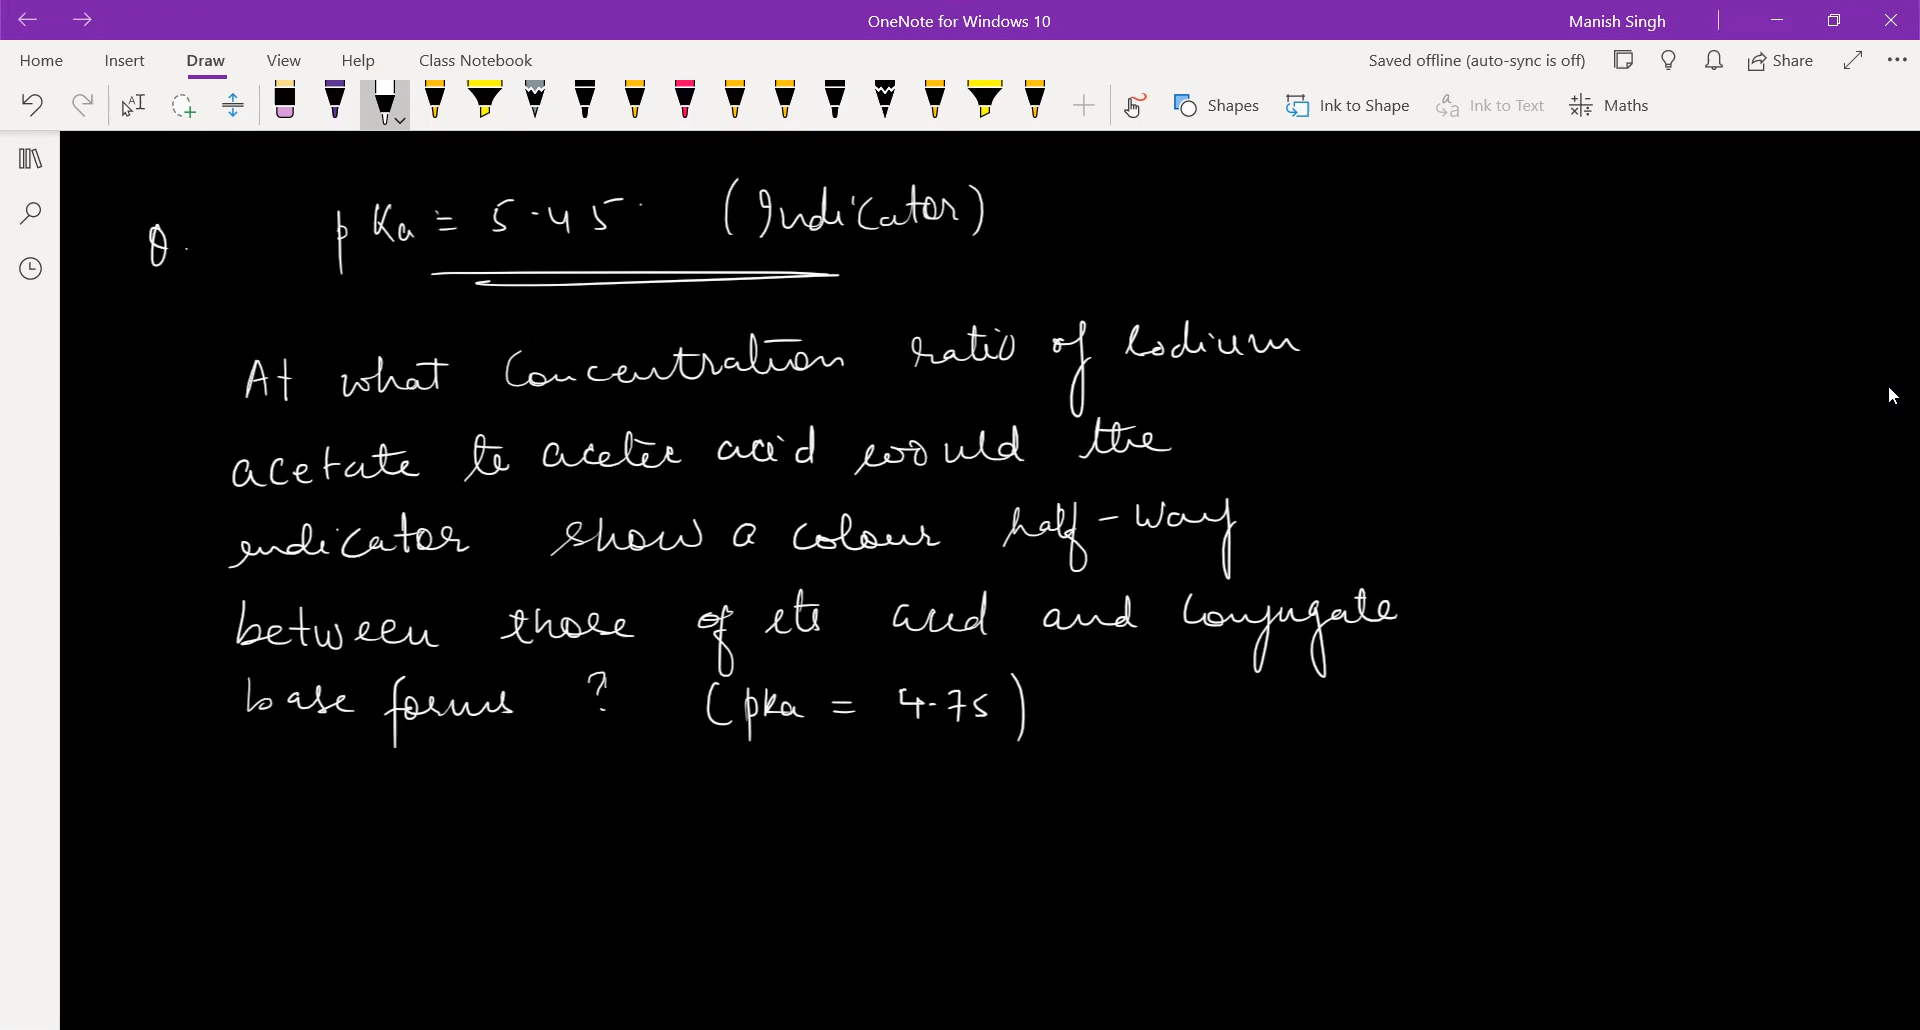 OneNote for Windows 10
Manish Singh
Home Insert Draw View Help Class Notebook
Saved offline (auto-sync is off) Share
Shapes Ink to Shape Ink to Text Maths
Q. pKa = 5.45 (Indicator)
At what concentration ratio of sodium
acetate to acetic acid would the
indicator show a colour half-way
between those of its acid and conjugate
base forms ? (pka = 4.75)